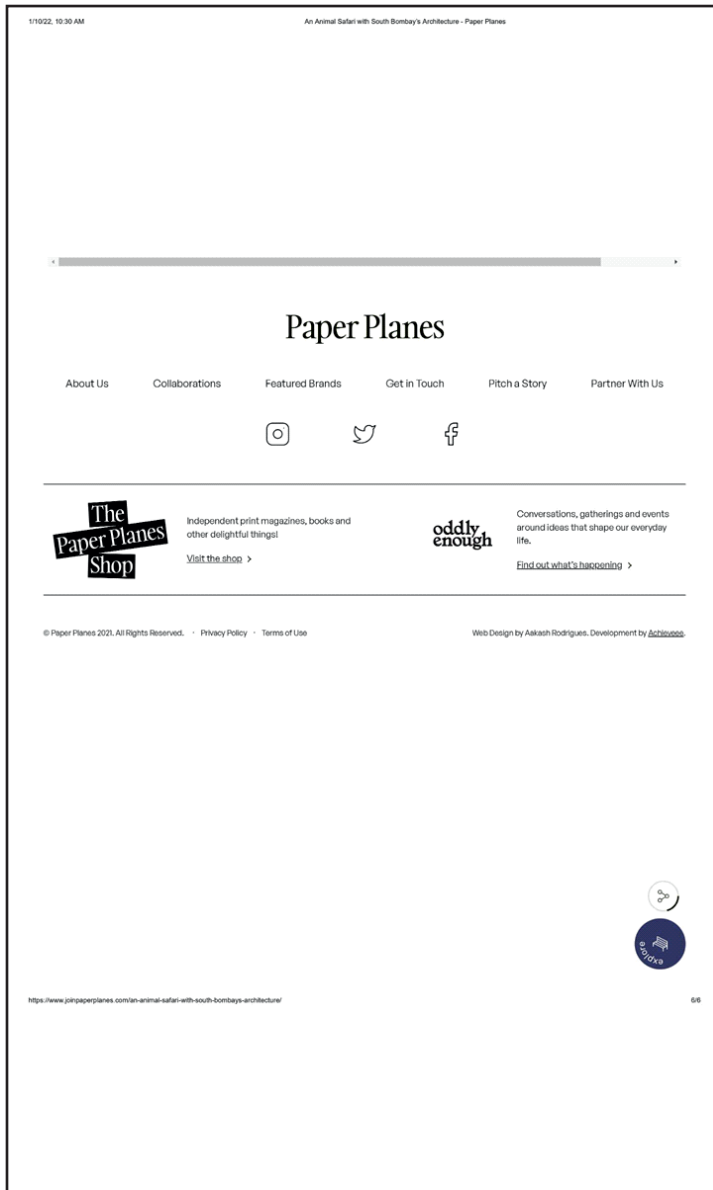 1/10/22, 10:30 AM An Animal Safari with South Bombay's Architecture - Paper Planes
Paper Planes
About Us Collaborations Featured Brands Get in Touch Pitch a Story Partner With Us
The
Paper Planes
Shop
Independent print magazines, books and
other delightful things!
Visit the shop >
oddly
enough
Conversations, gatherings and events
around ideas that shape our everyday
life.
Find out what's happening >
© Paper Planes 2021. All Rights Reserved. · Privacy Policy · Terms of Use
Web Design by Aakash Rodrigues. Development by Achieveee.
explore
https://www.joinpaperplanes.com/an-animal-safari-with-south-bombays-architecture/ 6/6